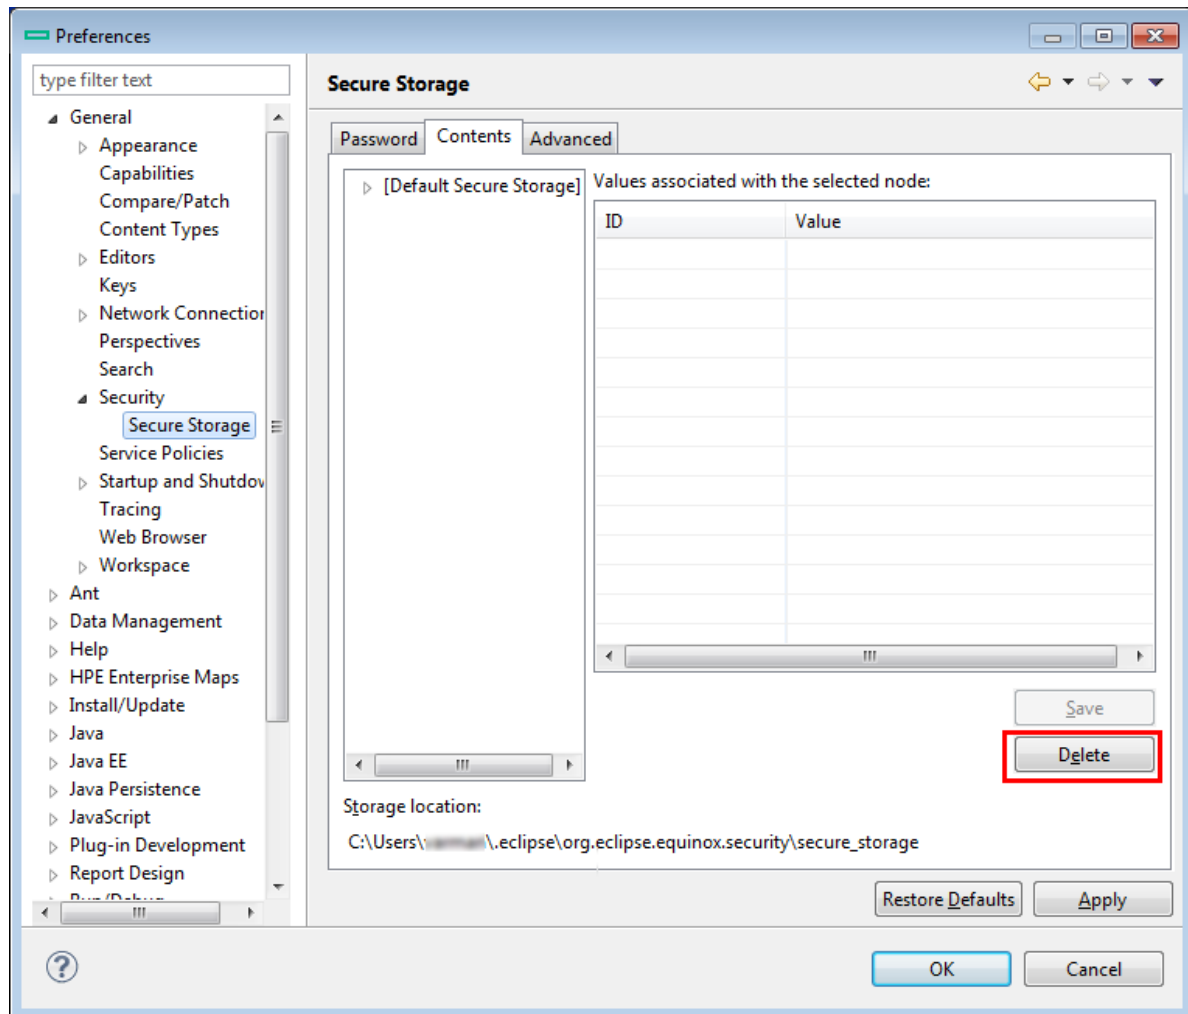 Preferences
type filter text
General
Appearance
Capabilities
Compare/Patch
Content Types
Editors
Keys
Network Connection
Perspectives
Search
Security
Secure Storage
Service Policies
Startup and Shutdow
Tracing
Web Browser
Workspace
Ant
Data Management
Help
HPE Enterprise Maps
Install/Update
Java
Java EE
Java Persistence
JavaScript
Plug-in Development
Report Design
Run/Debug
Secure Storage
Password Contents Advanced
[Default Secure Storage]
Values associated with the selected node:
ID Value
Save
Delete
Storage location:
C:\Users\ \.eclipse\org.eclipse.equinox.security\secure_storage
Restore Defaults Apply
OK Cancel